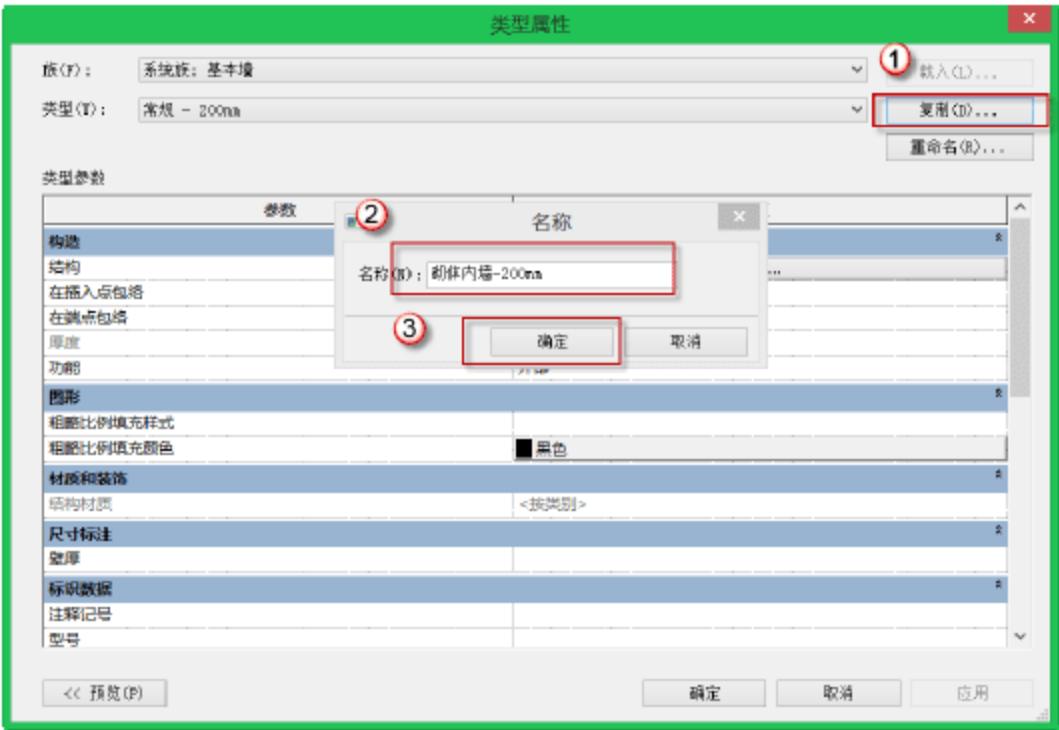 类型属性
族(F)： 系统族：基本墙 载入(L)...
①
类型(T)： 常规 - 200mm 复制(D)...
重命名(R)...
类型参数
参数
②
名称
构造
名称(N)：砌体内墙-200mm
结构 ...
在插入点包络
在端点包络
③
厚度
确定 取消
功能 外部
图形
粗略比例填充样式
粗略比例填充颜色 黑色
材质和装饰
结构材质 <按类别>
尺寸标注
壁厚
标识数据
注释记号
型号
<< 预览(P) 确定 取消 应用